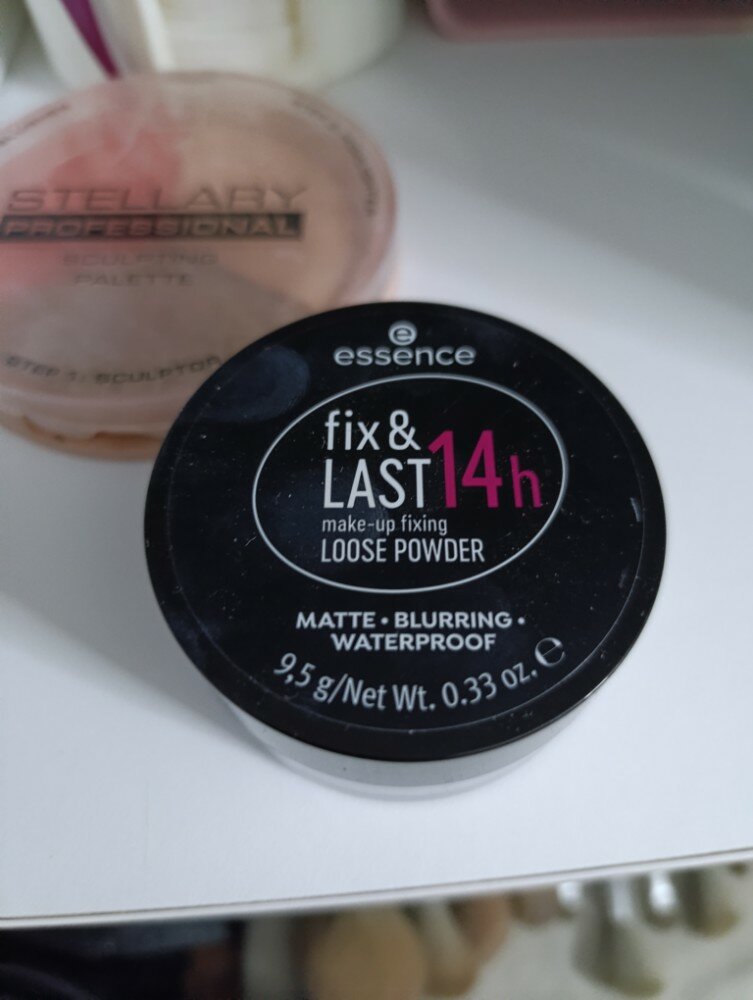 STELLARY
PROFESSIONAL
SCULPTING
PALETTE
STEP 1: SCULPTOR
e
essence
fix &
LAST 14h
make-up fixing
LOOSE POWDER
MATTE • BLURRING •
WATERPROOF
9,5 g/Net Wt. 0.33 oz. ℮